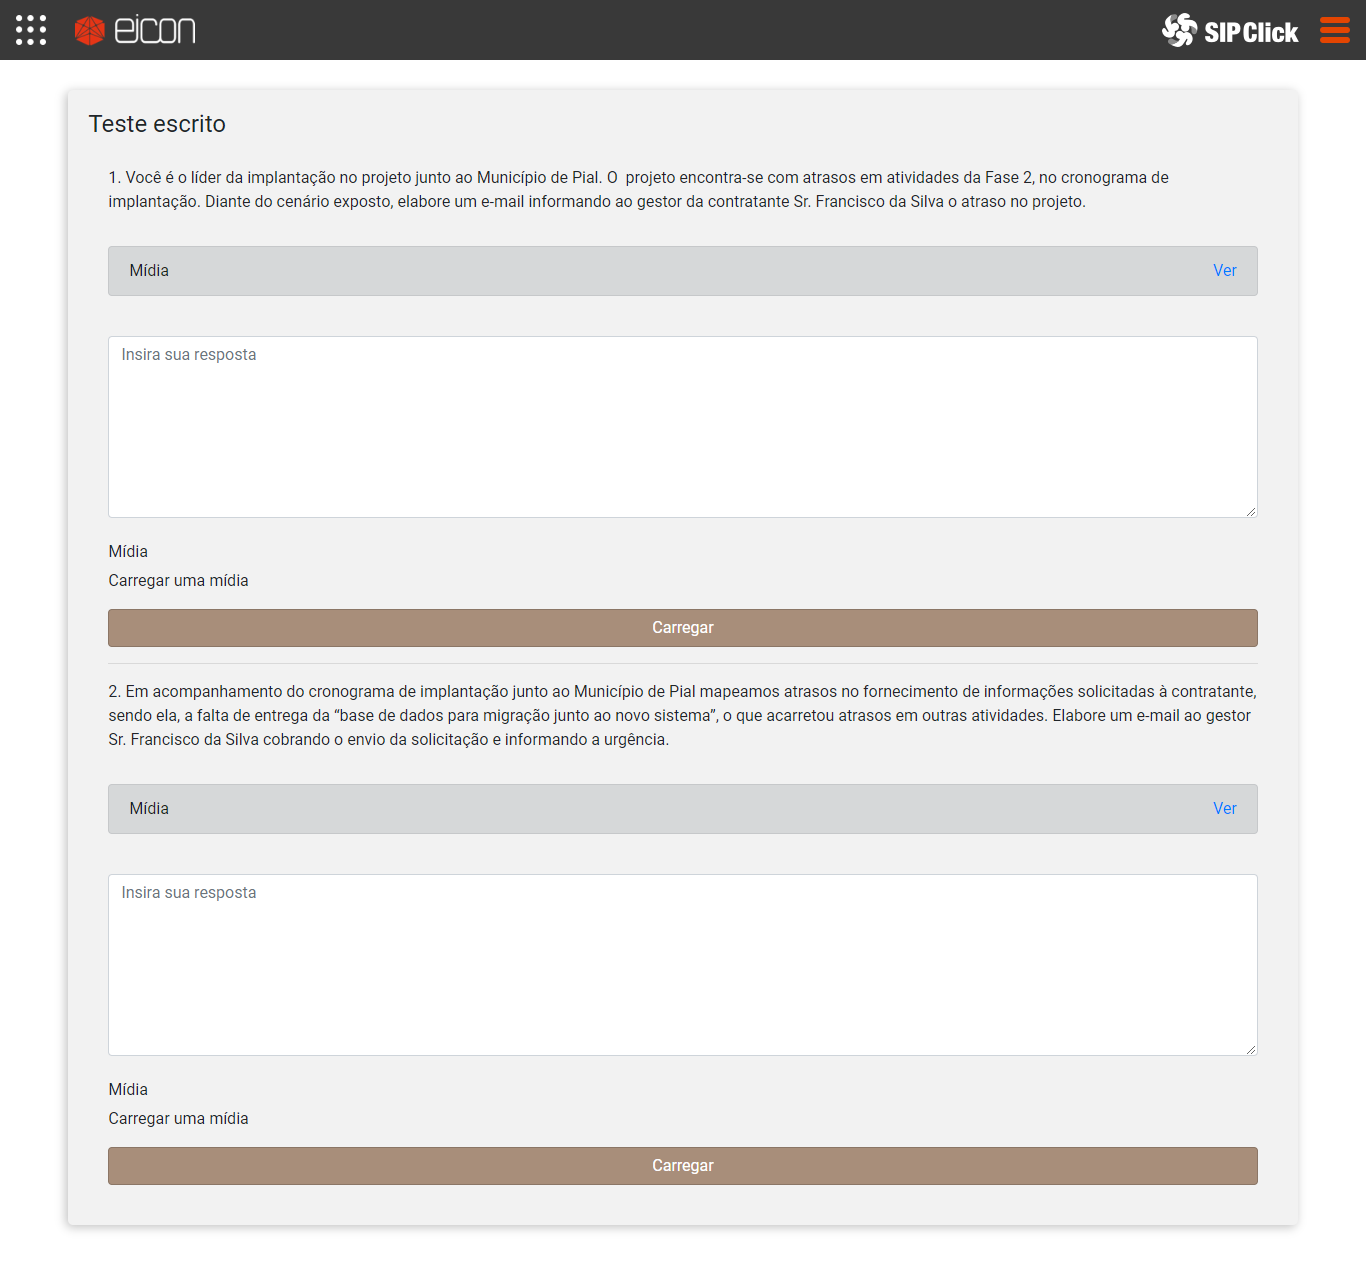 eicon
SIPClick
Teste escrito
1. Você é o líder da implantação no projeto junto ao Município de Pial. O  projeto encontra-se com atrasos em atividades da Fase 2, no cronograma de
implantação. Diante do cenário exposto, elabore um e-mail informando ao gestor da contratante Sr. Francisco da Silva o atraso no projeto.
Mídia
Ver
Insira sua resposta
Mídia
Carregar uma mídia
Carregar
2. Em acompanhamento do cronograma de implantação junto ao Município de Pial mapeamos atrasos no fornecimento de informações solicitadas à contratante,
sendo ela, a falta de entrega da “base de dados para migração junto ao novo sistema”, o que acarretou atrasos em outras atividades. Elabore um e-mail ao gestor
Sr. Francisco da Silva cobrando o envio da solicitação e informando a urgência.
Mídia
Ver
Insira sua resposta
Mídia
Carregar uma mídia
Carregar